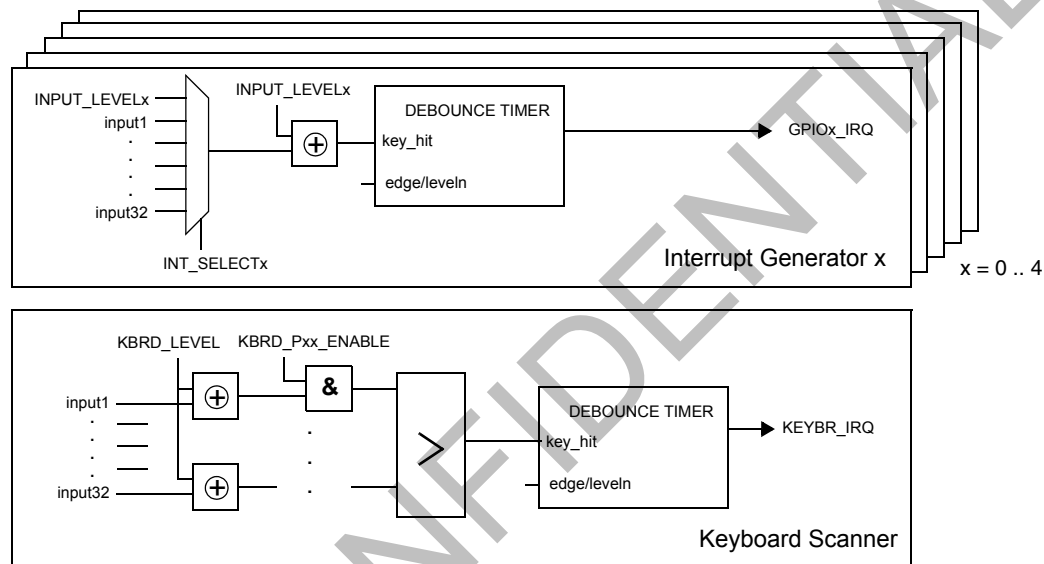 INPUT_LEVELx
INPUT_LEVELx
input1
.
.
.
.
input32
INT_SELECTx
DEBOUNCE TIMER
key_hit
edge/leveln
GPIOx_IRQ
Interrupt Generator x
x = 0 .. 4
KBRD_LEVEL KBRD_Pxx_ENABLE
&
input1
.
.
.
.
input32
.
.
.
>
DEBOUNCE TIMER
key_hit
edge/leveln
KEYBR_IRQ
Keyboard Scanner
NFIDENTIAL